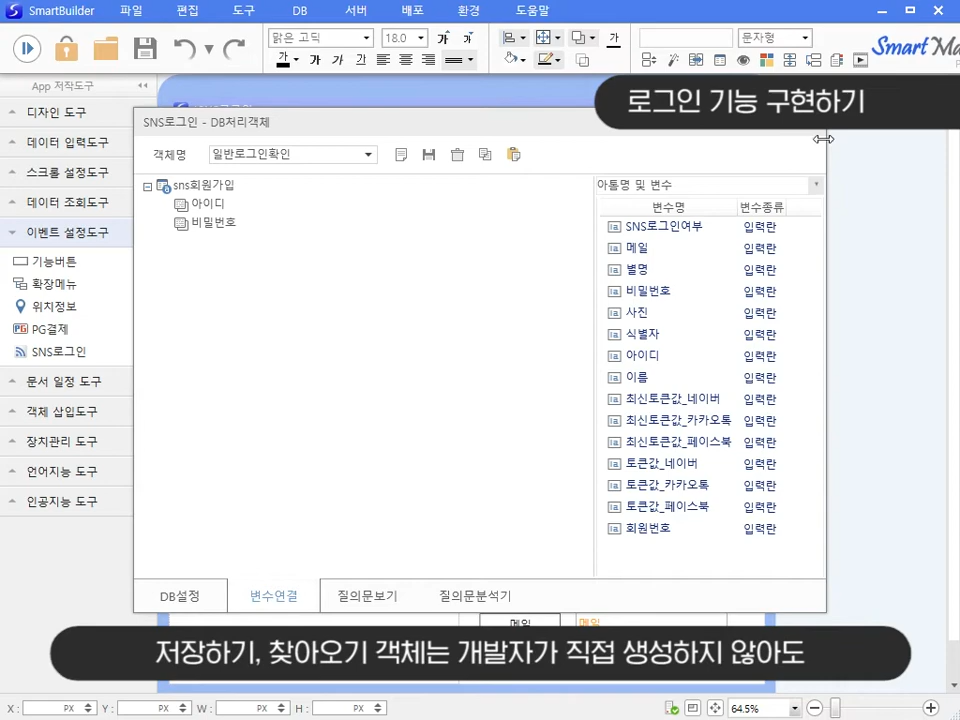 SmartBuilder 파일 편집 도구 DB 서버 배포 환경 도움말
맑은 고딕 18.0 가 문자형
가 가 가 가
Smart Ma
App 저작도구
디자인 도구
데이터 입력도구
스크롤 설정도구
데이터 조회도구
이벤트 설정도구
기능버튼
확장메뉴
위치정보
PG결제
SNS로그인
문서 일정 도구
객체 삽입도구
장치관리 도구
언어지능 도구
인공지능 도구
로그인 기능 구현하기
SNS로그인 - DB처리객체
객체명 일반로그인확인
sns회원가입
아이디
비밀번호
아톰명 및 변수
변수명 변수종류
SNS로그인여부 입력란
메일 입력란
별명 입력란
비밀번호 입력란
사진 입력란
식별자 입력란
아이디 입력란
이름 입력란
최신토큰값_네이버 입력란
최신토큰값_카카오톡 입력란
최신토큰값_페이스북 입력란
토큰값_네이버 입력란
토큰값_카카오톡 입력란
토큰값_페이스북 입력란
회원번호 입력란
DB설정 변수연결 질의문보기 질의문분석기
메일 메일
저장하기, 찾아오기 객체는 개발자가 직접 생성하지 않아도
X : PX Y : PX W : PX H : PX 64.5%